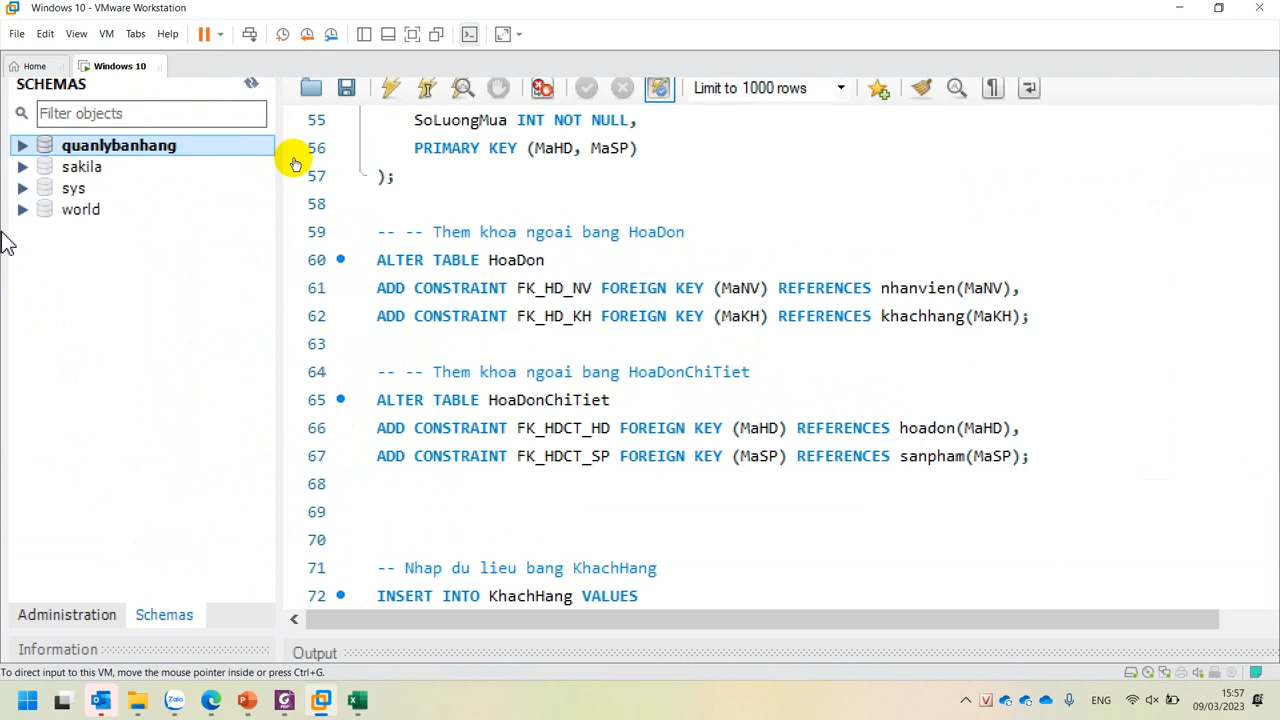 Windows 10 - VMware Workstation
File Edit View VM Tabs Help
Home Windows 10
SCHEMAS
Limit to 1000 rows
Filter objects
quanlybanhang
sakila
sys
world
55 SoLuongMua INT NOT NULL,
56 PRIMARY KEY (MaHD, MaSP)
57 );
58
59 -- -- Them khoa ngoai bang HoaDon
60 ALTER TABLE HoaDon
61 ADD CONSTRAINT FK_HD_NV FOREIGN KEY (MaNV) REFERENCES nhanvien(MaNV),
62 ADD CONSTRAINT FK_HD_KH FOREIGN KEY (MaKH) REFERENCES khachhang(MaKH);
63
64 -- -- Them khoa ngoai bang HoaDonChiTiet
65 ALTER TABLE HoaDonChiTiet
66 ADD CONSTRAINT FK_HDCT_HD FOREIGN KEY (MaHD) REFERENCES hoadon(MaHD),
67 ADD CONSTRAINT FK_HDCT_SP FOREIGN KEY (MaSP) REFERENCES sanpham(MaSP);
68
69
70
71 -- Nhap du lieu bang KhachHang
72 INSERT INTO KhachHang VALUES
Administration Schemas
Information
Output
To direct input to this VM, move the mouse pointer inside or press Ctrl+G.
Zalo
ENG
15:57
09/03/2023